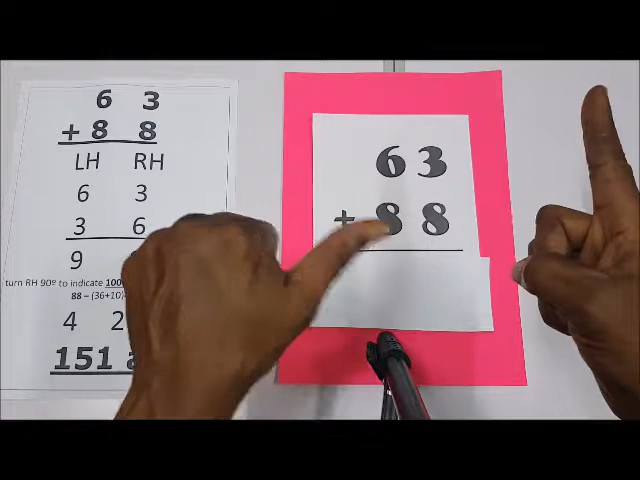 6 3
+ 8 8
LH RH
6 3
3 6
9
turn RH 90º to indicate 100
88 – (36+10)
4 2
151
6 3
+ 8 8